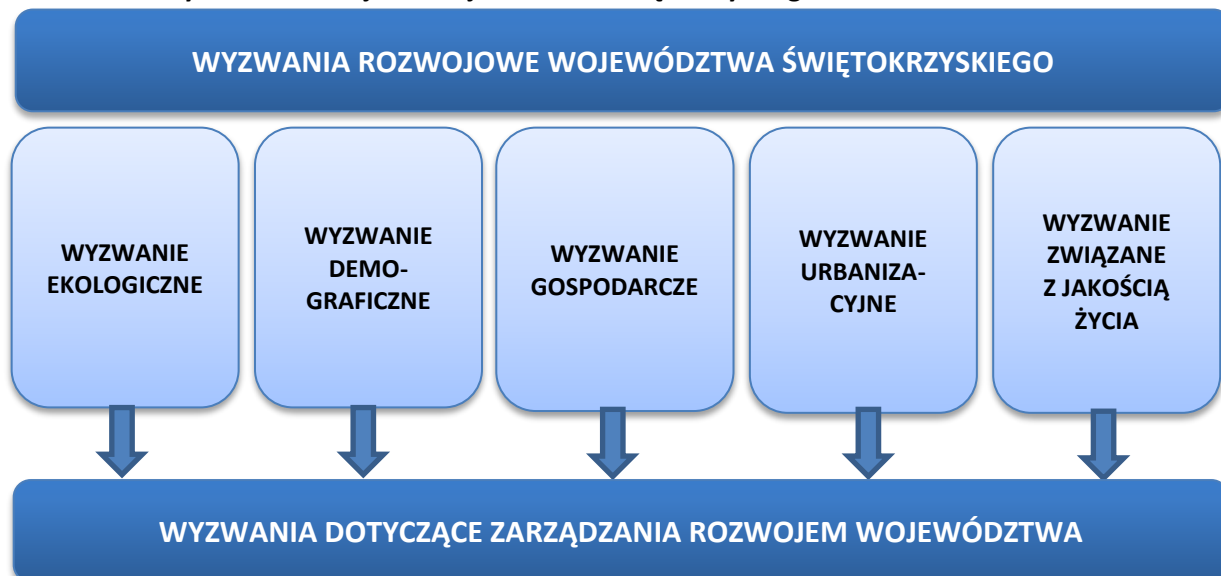 WYZWANIA ROZWOJOWE WOJEWÓDZTWA ŚWIĘTOKRZYSKIEGO
WYZWANIE
EKOLOGICZNE
WYZWANIE
DEMO-
GRAFICZNE
WYZWANIE
GOSPODARCZE
WYZWANIE
URBANIZA-
CYJNE
WYZWANIE
ZWIĄZANE
Z JAKOŚCIĄ
ŻYCIA
WYZWANIA DOTYCZĄCE ZARZĄDZANIA ROZWOJEM WOJEWÓDZTWA